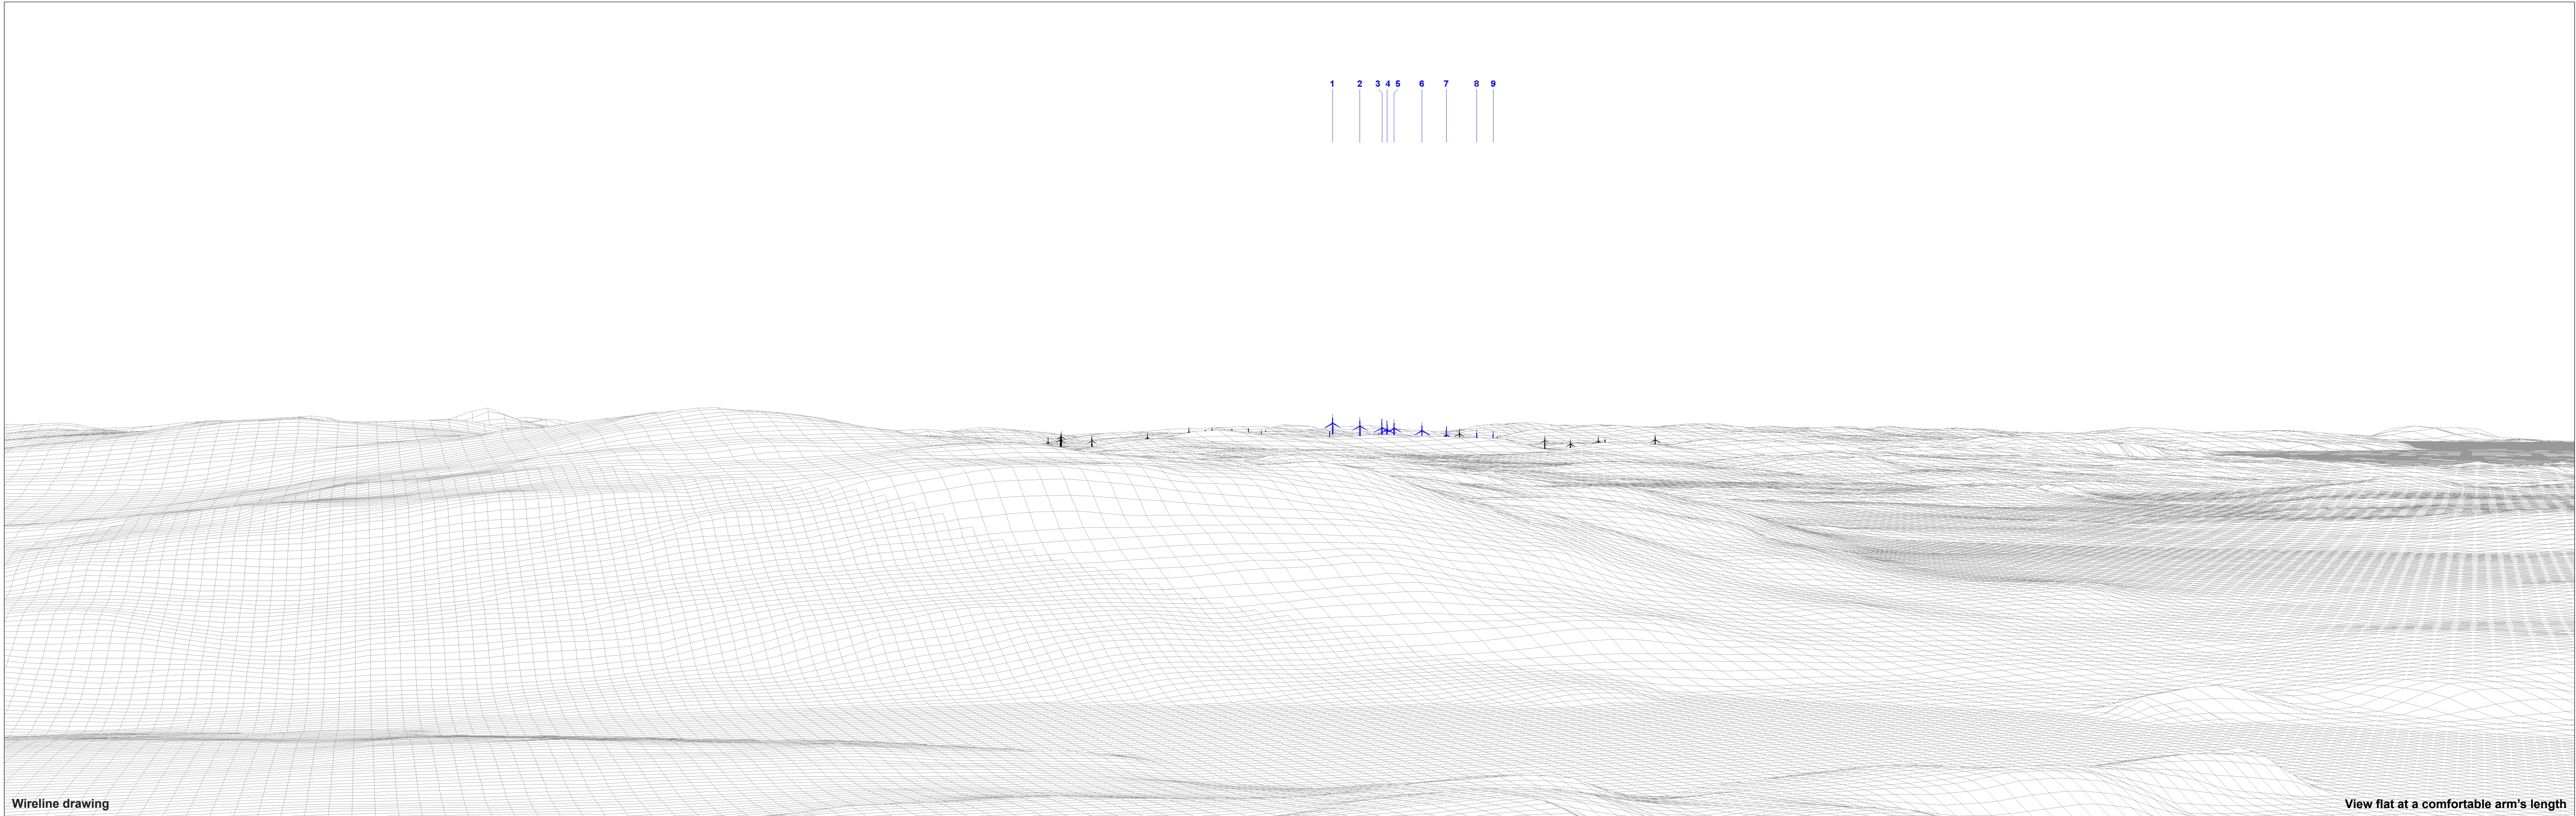 1 2 3 4 5 6 7 8 9
Wireline drawing
View flat at a comfortable arm's length